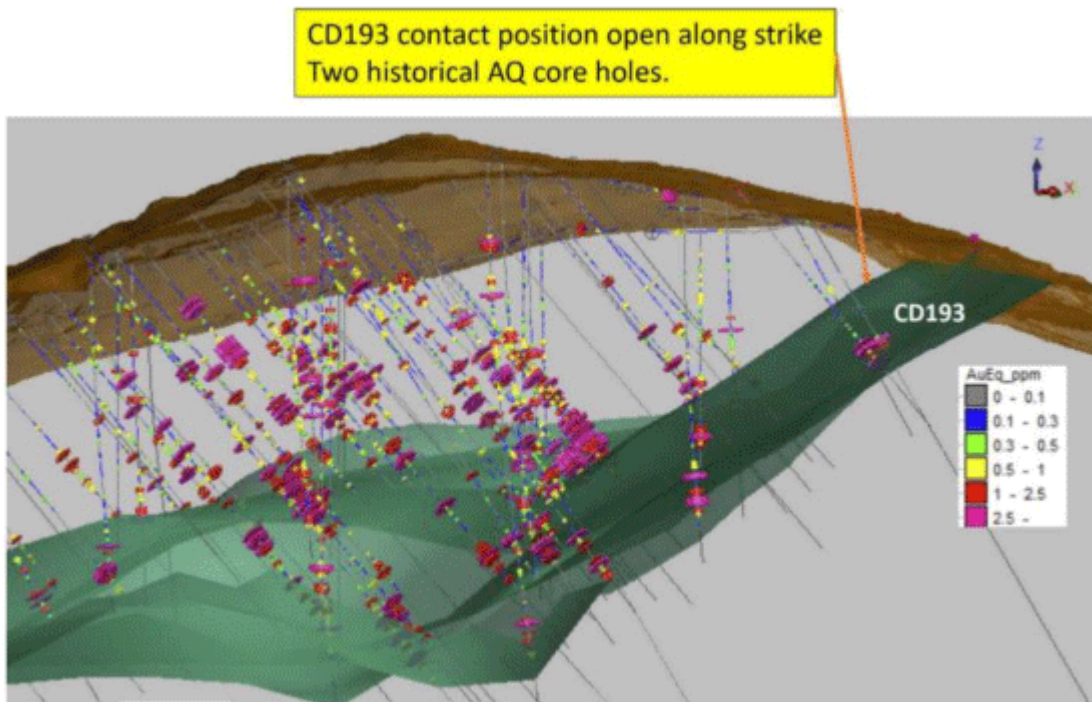 CD193 contact position open along strike
Two historical AQ core holes.
Z
X
CD193
AuEq_ppm
0 - 0.1
0.1 - 0.3
0.3 - 0.5
0.5 - 1
1 - 2.5
2.5 -